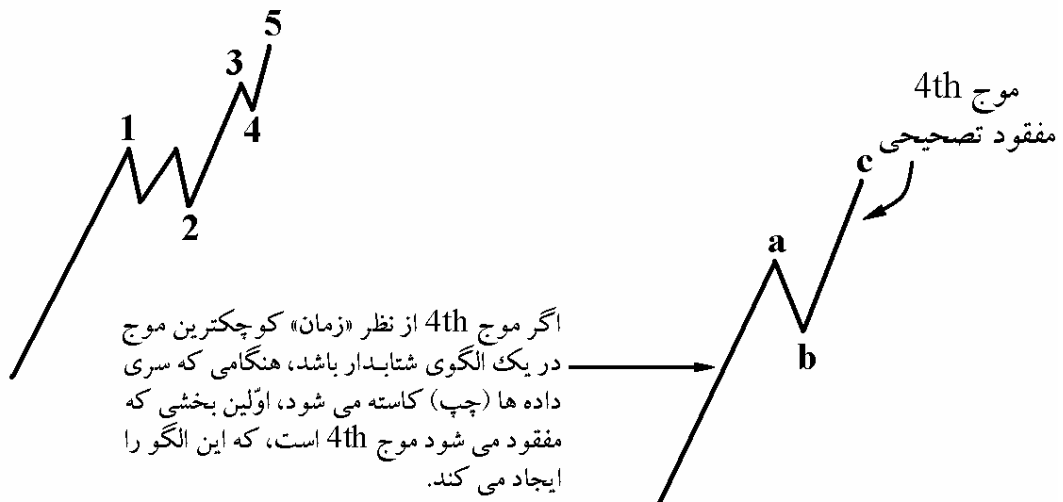 5
3
4
1
2
موج 4th
مفقود تصحیحی
c
a
b
اگر موج 4th از نظر «زمان» کوچکترین موج
در یک الگوی شتابدار باشد، هنگامی که سری
داده ها (چپ) کاسته می شود، اوّلین بخشی که
مفقود می شود موج 4th است، که این الگو را
ایجاد می کند.